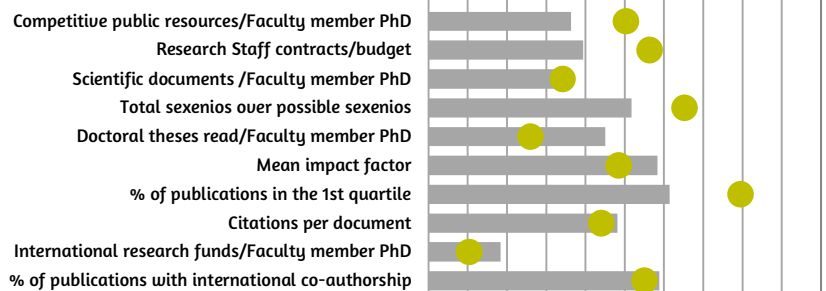 Competitive public resources/Faculty member PhD
Research Staff contracts/budget
Scientific documents /Faculty member PhD
Total sexenios over possible sexenios
Doctoral theses read/Faculty member PhD
Mean impact factor
% of publications in the 1st quartile
Citations per document
International research funds/Faculty member PhD
% of publications with international co-authorship